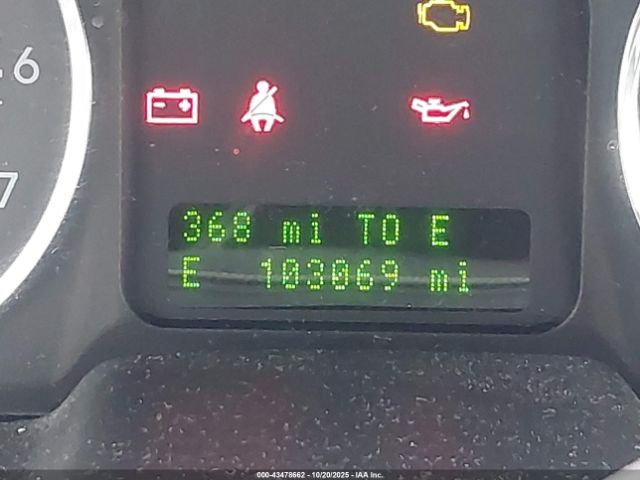 6
7
368 mi TO E
E 103069 mi
000-43478662 - 10/20/2025 - IAA Inc.